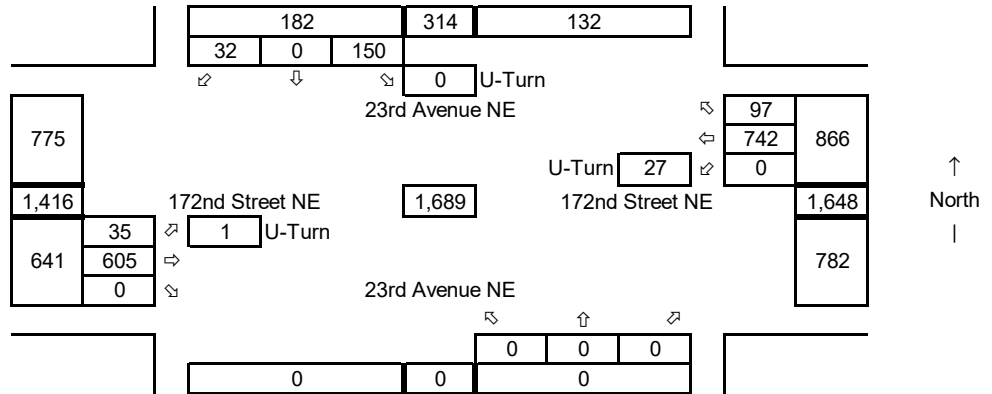 182 314 132
32 0 150
⬃ ⇩ ⬂ 0 U-Turn
23rd Avenue NE ⬁ 97
775 ⇦ 742 866
U-Turn 27 ⬃ 0 ↑
1,416 172nd Street NE 1,689 172nd Street NE 1,648 North
35 ⬀ 1 U-Turn |
641 605 ⇨ 782
0 ⬂ 23rd Avenue NE
⬁ ⇧ ⬀
0 0 0
0 0 0